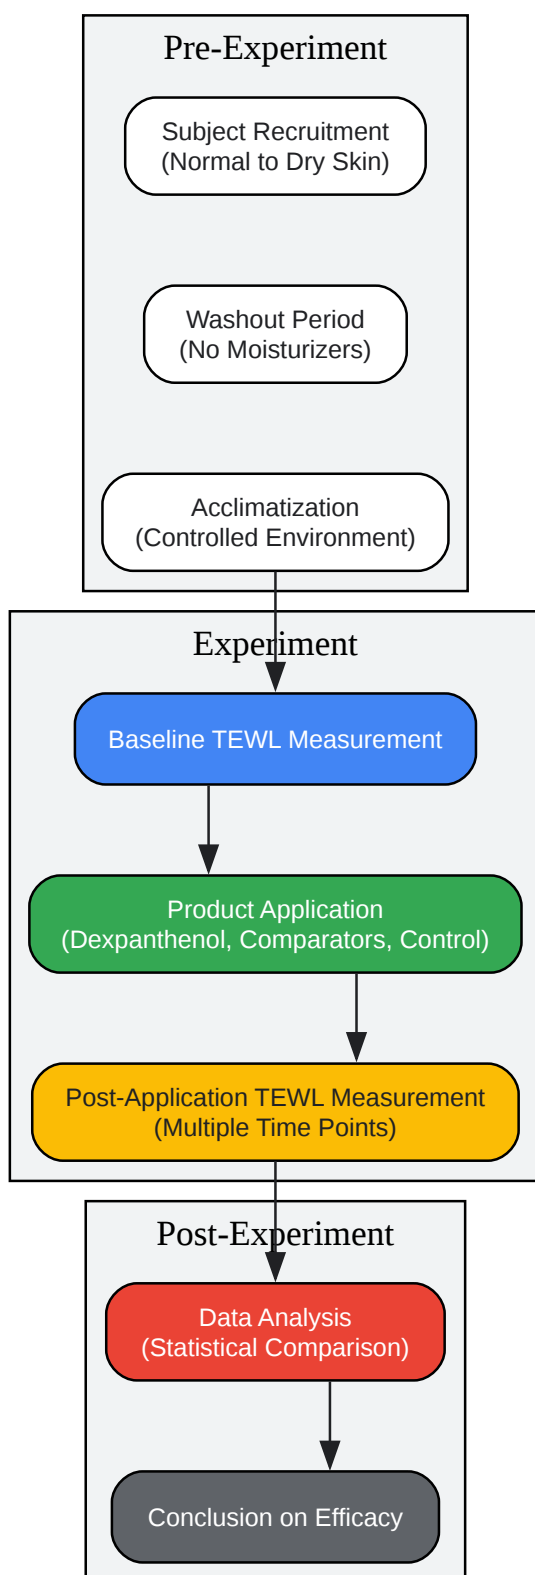 Pre-Experiment
Subject Recruitment
(Normal to Dry Skin)
Washout Period
(No Moisturizers)
Acclimatization
(Controlled Environment)
Experiment
Baseline TEWL Measurement
Product Application
(Dexpanthenol, Comparators, Control)
Post-Application TEWL Measurement
(Multiple Time Points)
Post-Experiment
Data Analysis
(Statistical Comparison)
Conclusion on Efficacy